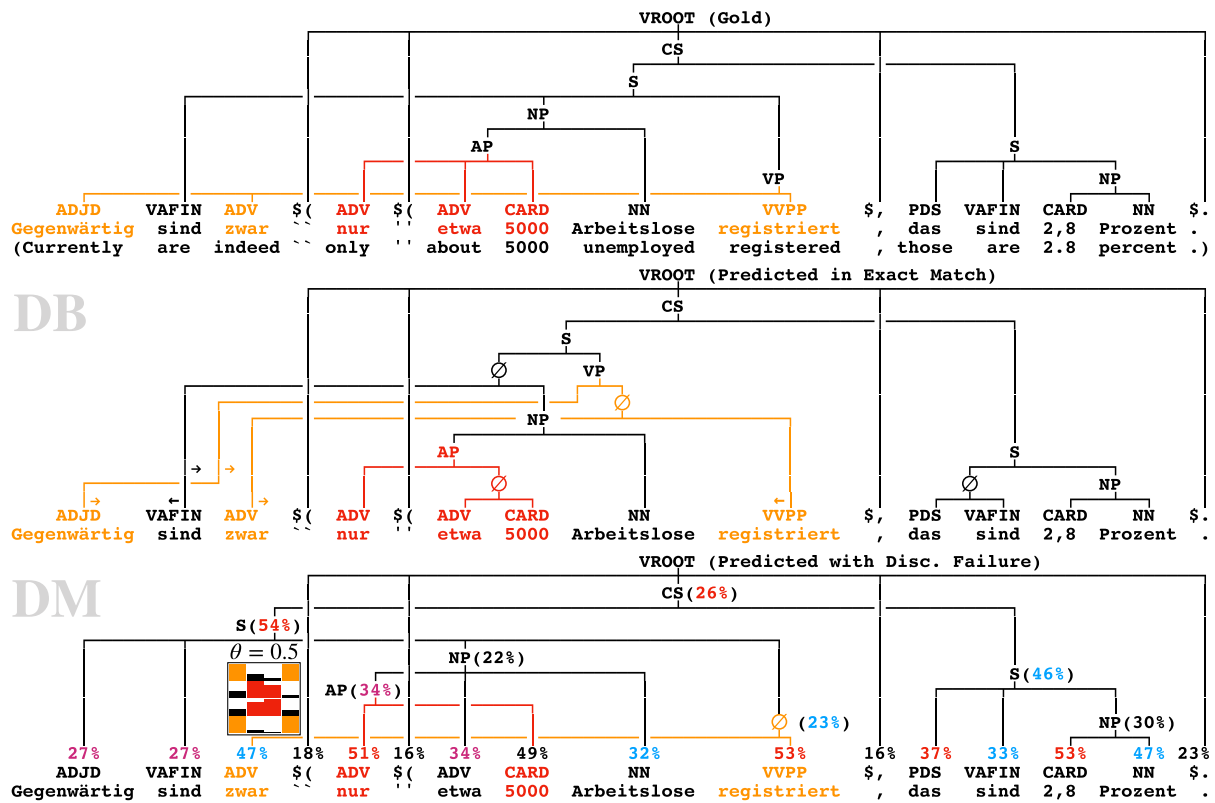 VROOT (Gold)
CS
S
NP
AP
S
VP
NP
ADJD VAFIN ADV $( ADV $( ADV CARD NN VVPP $, PDS VAFIN CARD NN $.
Gegenwärtig sind zwar `` nur '' etwa 5000 Arbeitslose registriert , das sind 2,8 Prozent .
(Currently are indeed `` only '' about 5000 unemployed registered , those are 2.8 percent .)
VROOT (Predicted in Exact Match)
DB
CS
S
∅ VP
∅
NP
AP S
→ →
∅ ∅ NP
→ ← → ←
ADJD VAFIN ADV $( ADV $( ADV CARD NN VVPP $, PDS VAFIN CARD NN $.
Gegenwärtig sind zwar `` nur '' etwa 5000 Arbeitslose registriert , das sind 2,8 Prozent .
VROOT (Predicted with Disc. Failure)
DM
CS(26%)
S(54%)
θ = 0.5
NP(22%)
S(46%)
AP(34%)
∅ (23%) NP(30%)
27% 27% 47% 18% 51% 16% 34% 49% 32% 53% 16% 37% 33% 53% 47% 23%
ADJD VAFIN ADV $( ADV $( ADV CARD NN VVPP $, PDS VAFIN CARD NN $.
Gegenwärtig sind zwar `` nur '' etwa 5000 Arbeitslose registriert , das sind 2,8 Prozent .